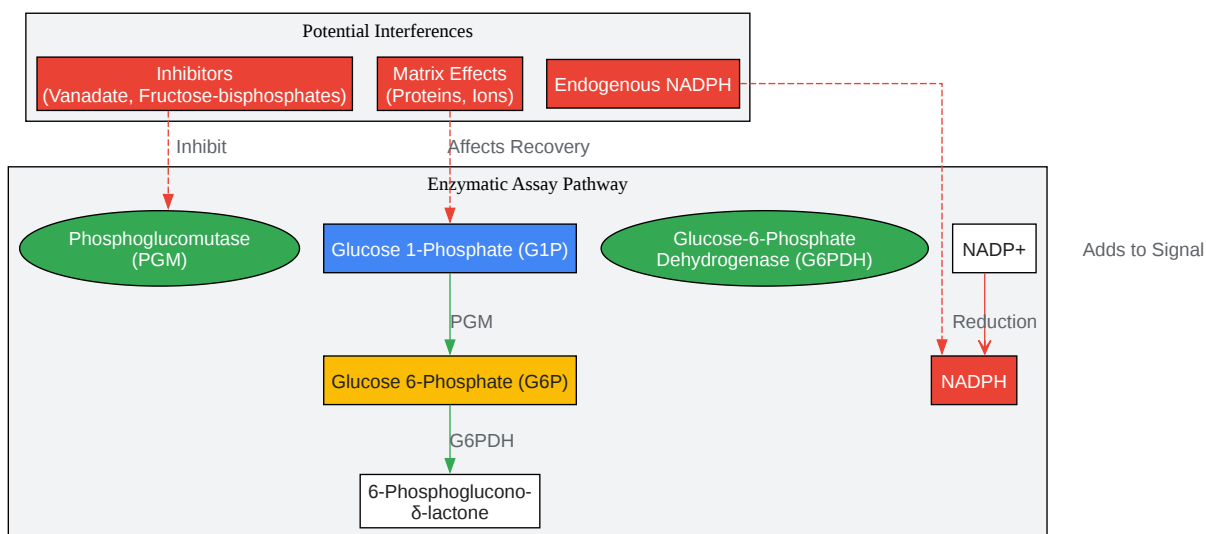 Potential Interferences
Inhibitors
(Vanadate, Fructose-bisphosphates)
Matrix Effects
(Proteins, Ions)
Endogenous NADPH
Inhibit
Affects Recovery
Enzymatic Assay Pathway
Phosphoglucomutase
(PGM)
Glucose 1-Phosphate (G1P)
Glucose-6-Phosphate
Dehydrogenase (G6PDH)
NADP+
Adds to Signal
PGM
Reduction
Glucose 6-Phosphate (G6P)
NADPH
G6PDH
6-Phosphoglucono-
δ-lactone